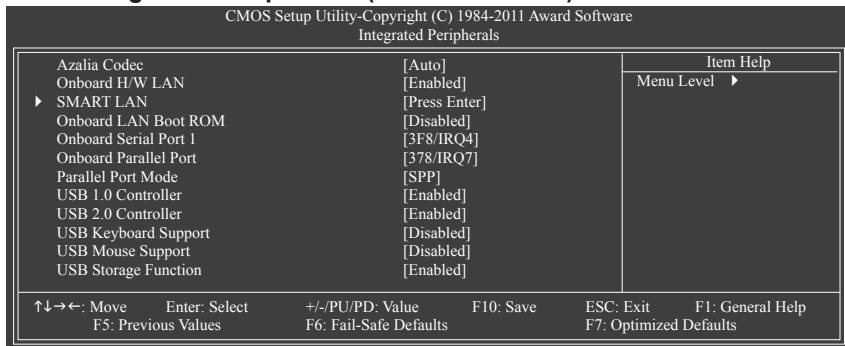 CMOS Setup Utility-Copyright (C) 1984-2011 Award Software
Integrated Peripherals
Azalia Codec [Auto]
Onboard H/W LAN [Enabled]
SMART LAN [Press Enter]
Onboard LAN Boot ROM [Disabled]
Onboard Serial Port 1 [3F8/IRQ4]
Onboard Parallel Port [378/IRQ7]
Parallel Port Mode [SPP]
USB 1.0 Controller [Enabled]
USB 2.0 Controller [Enabled]
USB Keyboard Support [Disabled]
USB Mouse Support [Disabled]
USB Storage Function [Enabled]
Item Help
Menu Level
↑↓→←: Move Enter: Select +/-/PU/PD: Value F10: Save ESC: Exit F1: General Help
F5: Previous Values F6: Fail-Safe Defaults F7: Optimized Defaults